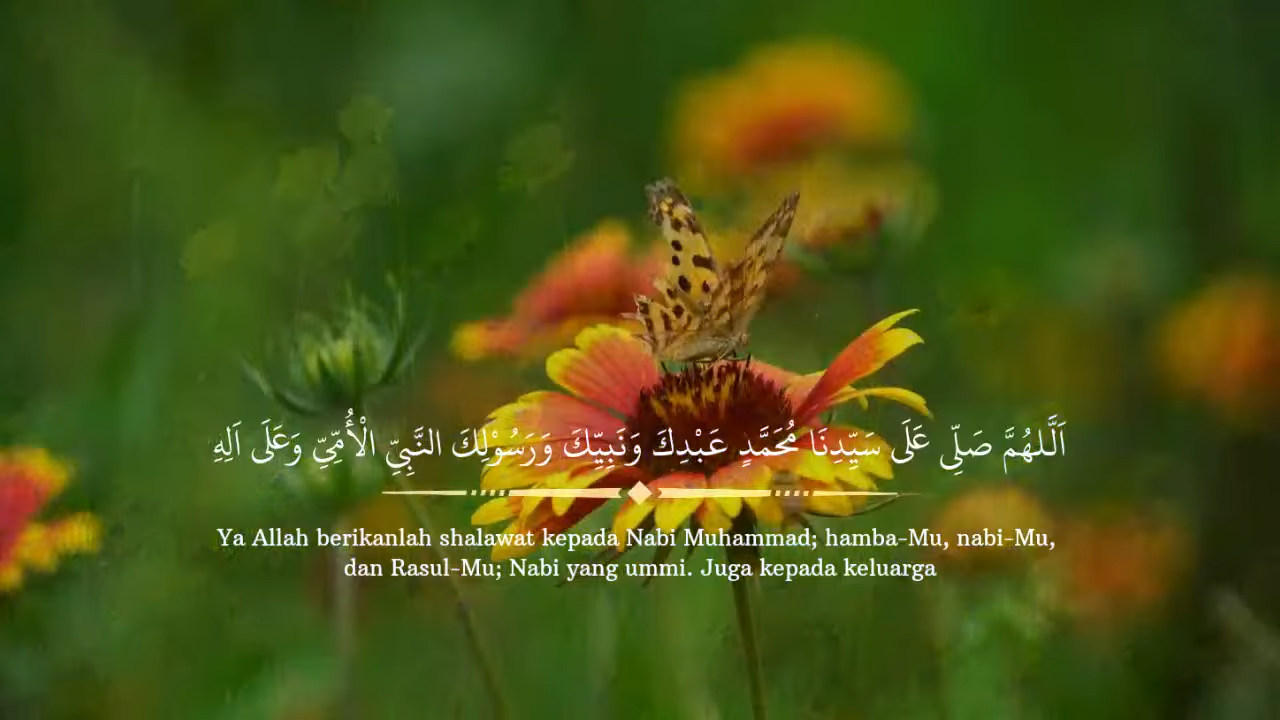 اَللّٰهُمَّ صَلِّى عَلَى سَيِّدِنَا مُحَمَّدٍ عَبْدِكَ وَنَبِيِّكَ وَرَسُوْلِكَ النَّبِيِّ الْأُمِّيِّ وَعَلَى اَلِهِ
Ya Allah berikanlah shalawat kepada Nabi Muhammad; hamba-Mu, nabi-Mu,
dan Rasul-Mu; Nabi yang ummi. Juga kepada keluarga